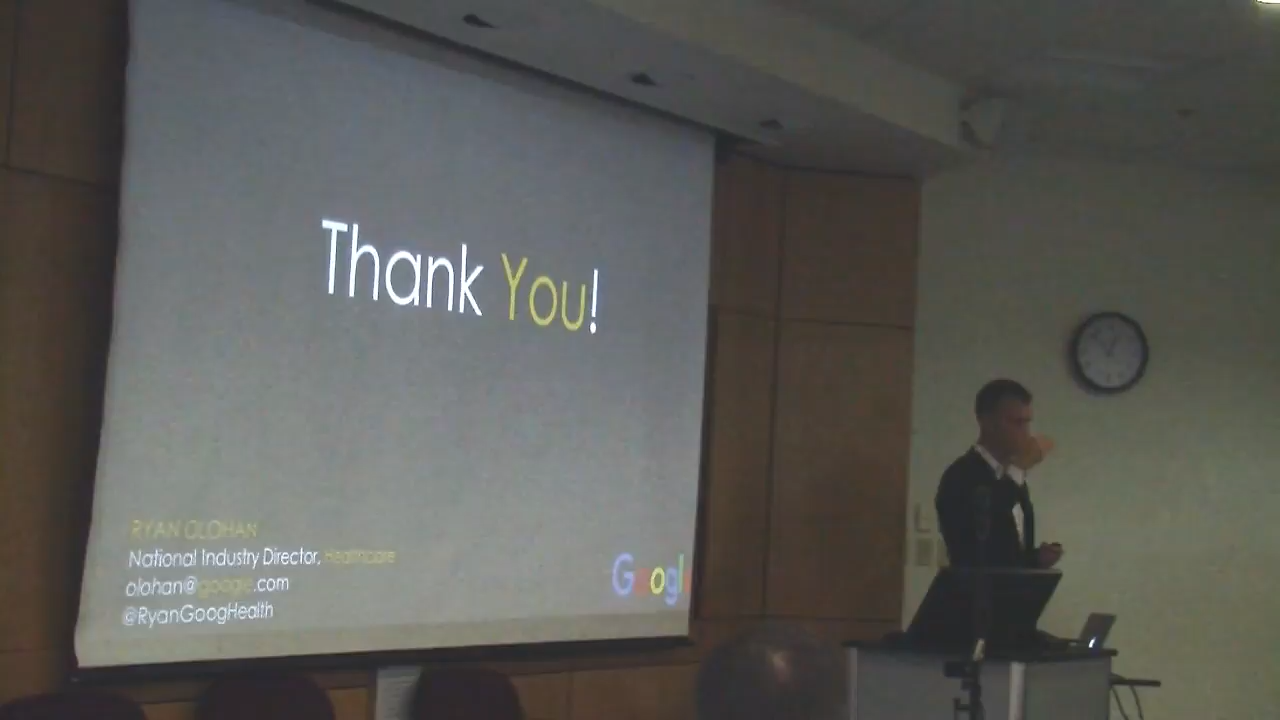 Thank You!
RYAN OLOHAN
National Industry Director, Healthcare
olohan@google.com
@RyanGoogHealth
Google